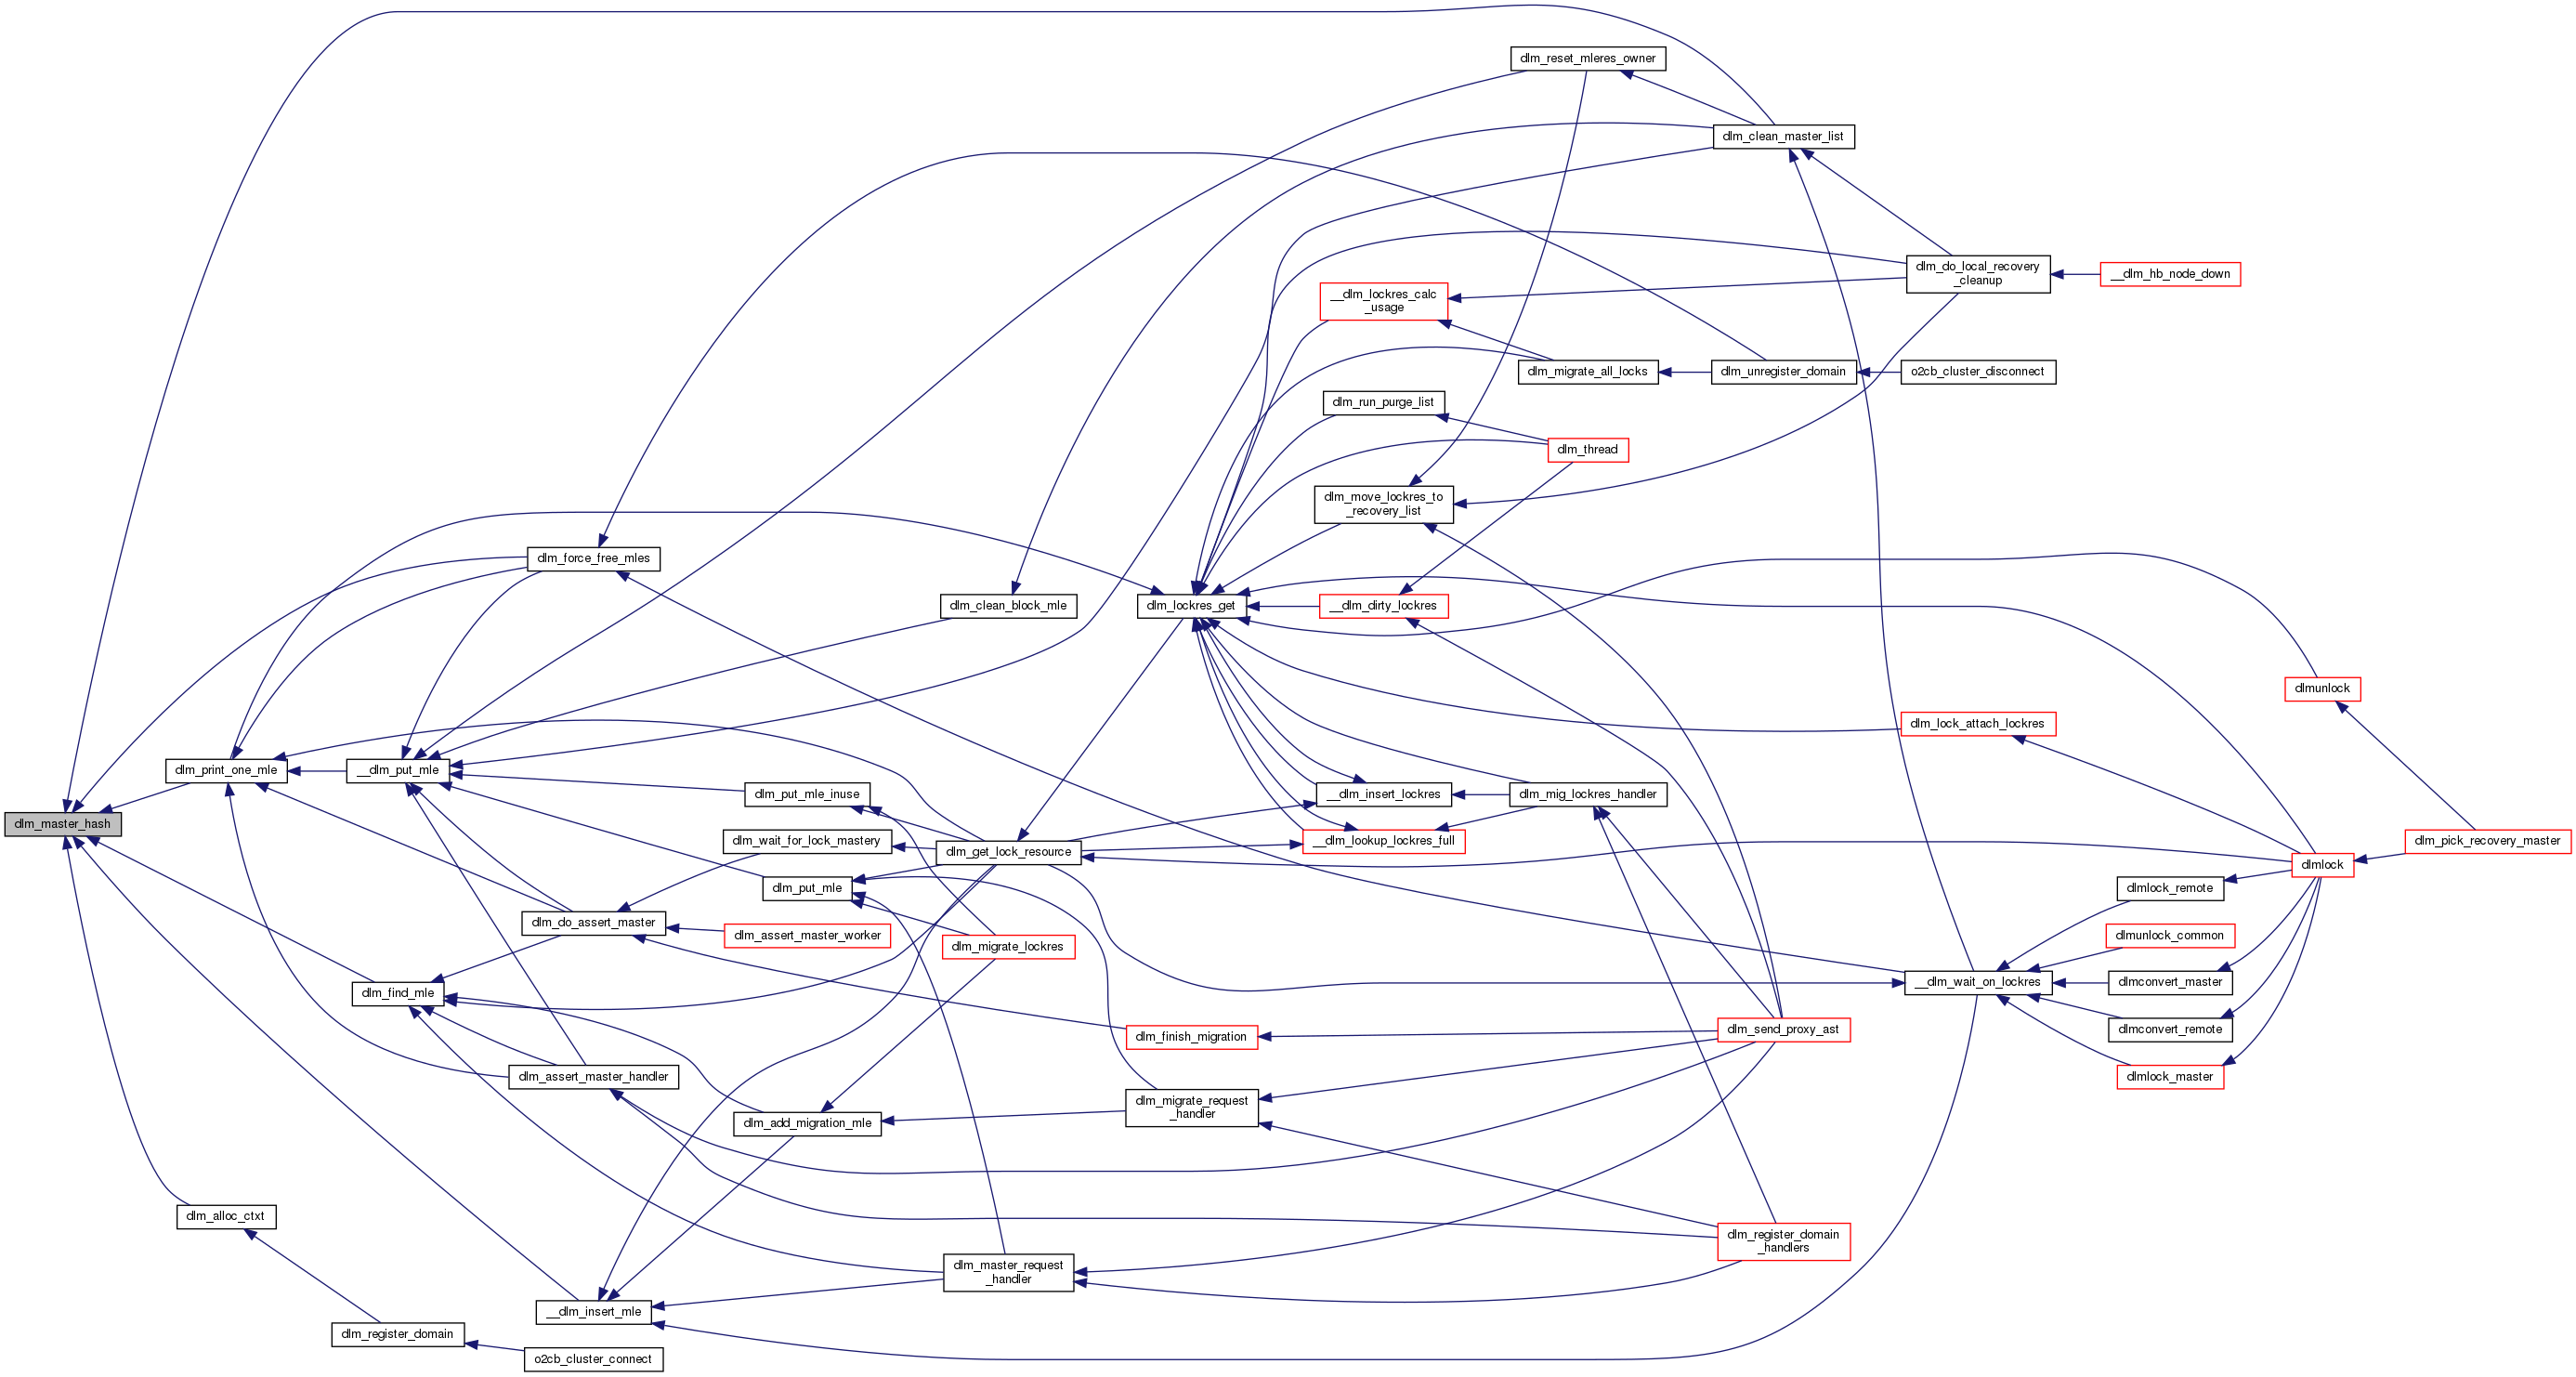 dlm_reset_mleres_owner
dlm_clean_master_list
dlm_do_local_recovery
_cleanup
__dlm_hb_node_down
__dlm_lockres_calc
_usage
dlm_migrate_all_locks
dlm_unregister_domain
o2cb_cluster_disconnect
dlm_run_purge_list
dlm_thread
dlm_move_lockres_to
_recovery_list
dlm_force_free_mles
dlm_clean_block_mle
dlm_lockres_get
__dlm_dirty_lockres
dlmunlock
dlm_lock_attach_lockres
dlm_print_one_mle
__dlm_put_mle
dlm_put_mle_inuse
__dlm_insert_lockres
dlm_mig_lockres_handler
dlm_master_hash
dlm_wait_for_lock_mastery
dlm_get_lock_resource
__dlm_lookup_lockres_full
dlm_pick_recovery_master
dlmlock
dlm_put_mle
dlmlock_remote
dlm_do_assert_master
dlm_assert_master_worker
dlm_migrate_lockres
dlmunlock_common
dlm_find_mle
__dlm_wait_on_lockres
dlmconvert_master
dlm_finish_migration
dlm_send_proxy_ast
dlmconvert_remote
dlm_assert_master_handler
dlmlock_master
dlm_migrate_request
_handler
dlm_add_migration_mle
dlm_alloc_ctxt
dlm_register_domain
_handlers
dlm_master_request
_handler
__dlm_insert_mle
dlm_register_domain
o2cb_cluster_connect